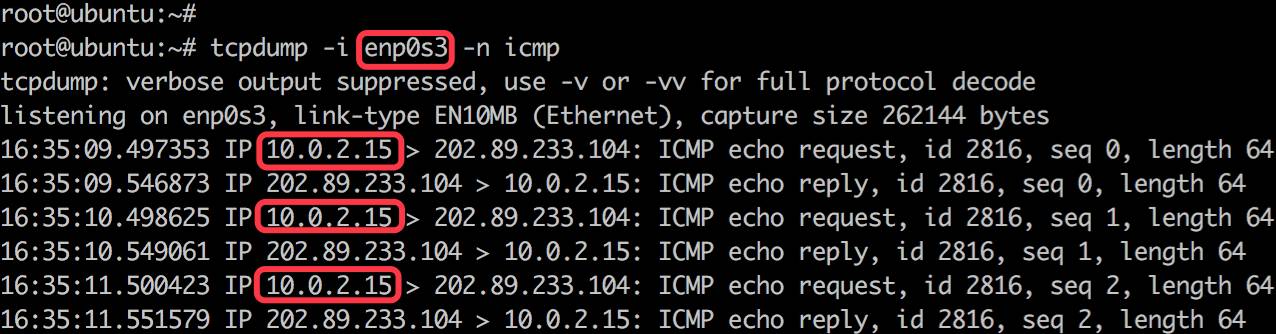 root@ubuntu:~#
root@ubuntu:~# tcpdump -i enp0s3 -n icmp
tcpdump: verbose output suppressed, use -v or -vv for full protocol decode
listening on enp0s3, link-type EN10MB (Ethernet), capture size 262144 bytes
16:35:09.497353 IP 10.0.2.15 > 202.89.233.104: ICMP echo request, id 2816, seq 0, length 64
16:35:09.546873 IP 202.89.233.104 > 10.0.2.15: ICMP echo reply, id 2816, seq 0, length 64
16:35:10.498625 IP 10.0.2.15 > 202.89.233.104: ICMP echo request, id 2816, seq 1, length 64
16:35:10.549061 IP 202.89.233.104 > 10.0.2.15: ICMP echo reply, id 2816, seq 1, length 64
16:35:11.500423 IP 10.0.2.15 > 202.89.233.104: ICMP echo request, id 2816, seq 2, length 64
16:35:11.551579 IP 202.89.233.104 > 10.0.2.15: ICMP echo reply, id 2816, seq 2, length 64